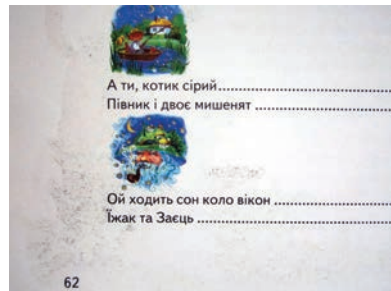 А ти, котик сірий...............................................
Півник і двоє мишенят ...................................
Ой ходить сон коло вікон ..............................
Їжак та Заєць ..................................................
62